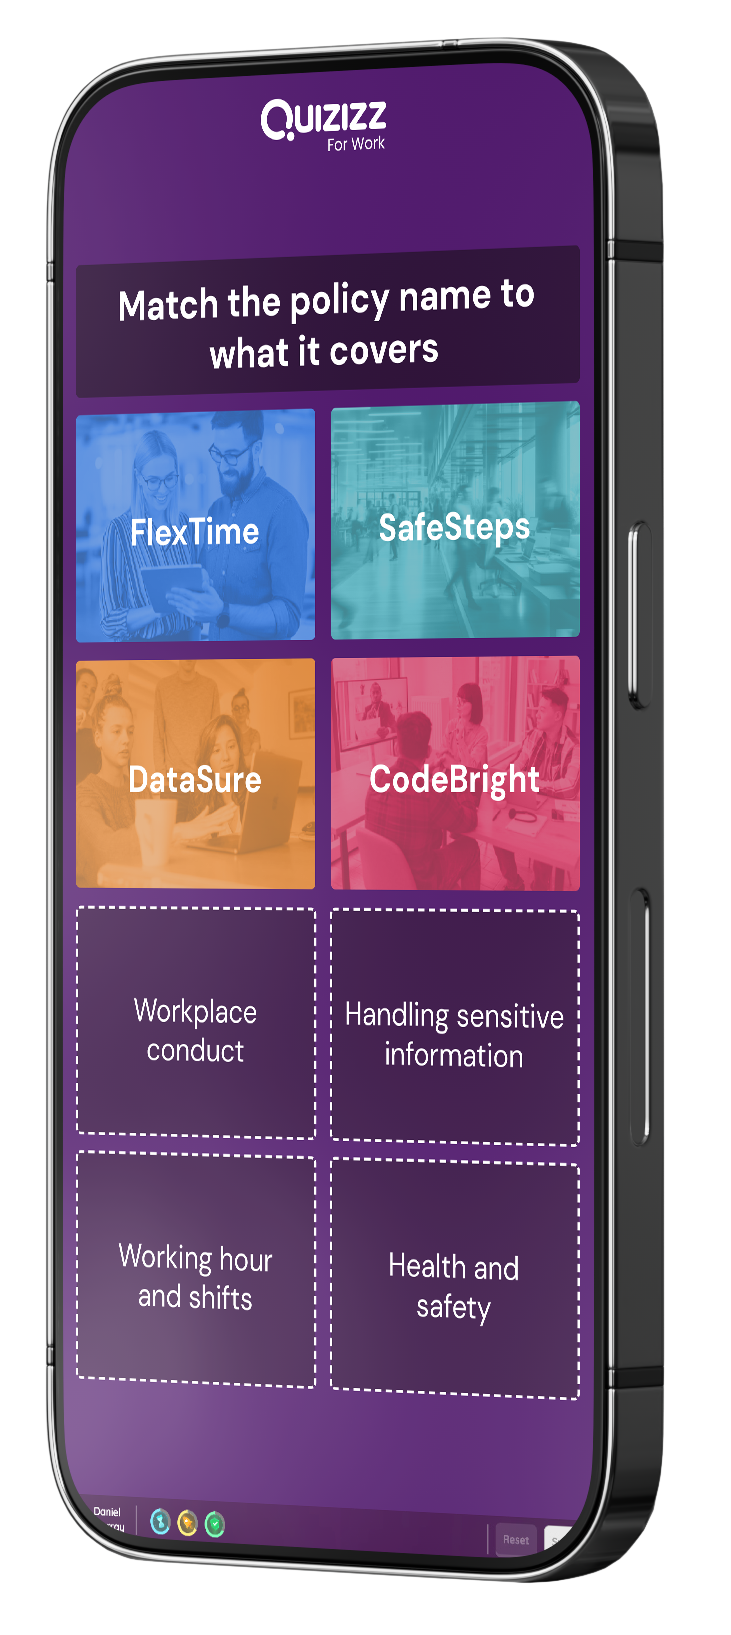 Quizizz
For Work
Match the policy name to
what it covers
FlexTime
SafeSteps
DataSure
CodeBright
Workplace
conduct
Handling sensitive
information
Working hour
and shifts
Health and
safety
Daniel
Reset